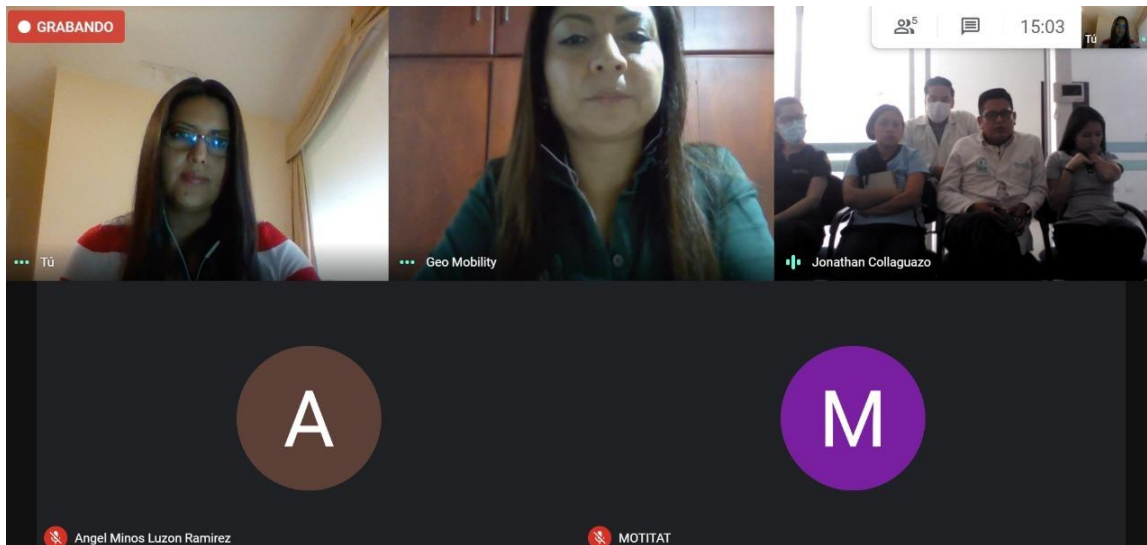 GRABANDO
5
15:03
Tú
Tú
Geo Mobility
Jonathan Collaguazo
A
M
Angel Minos Luzon Ramirez
MOTITAT